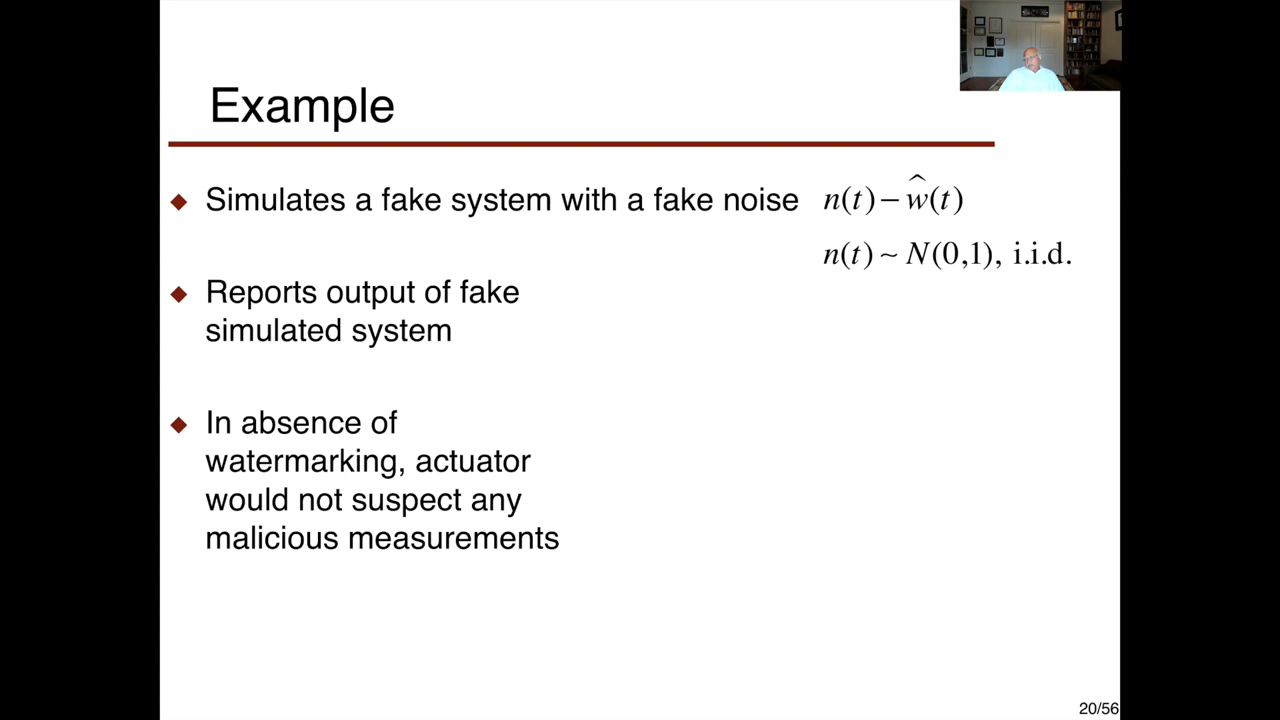 Example
Simulates a fake system with a fake noise n(t) − ŵ(t)
n(t) ~ N(0,1), i.i.d.
Reports output of fake
simulated system
In absence of
watermarking, actuator
would not suspect any
malicious measurements
20/56